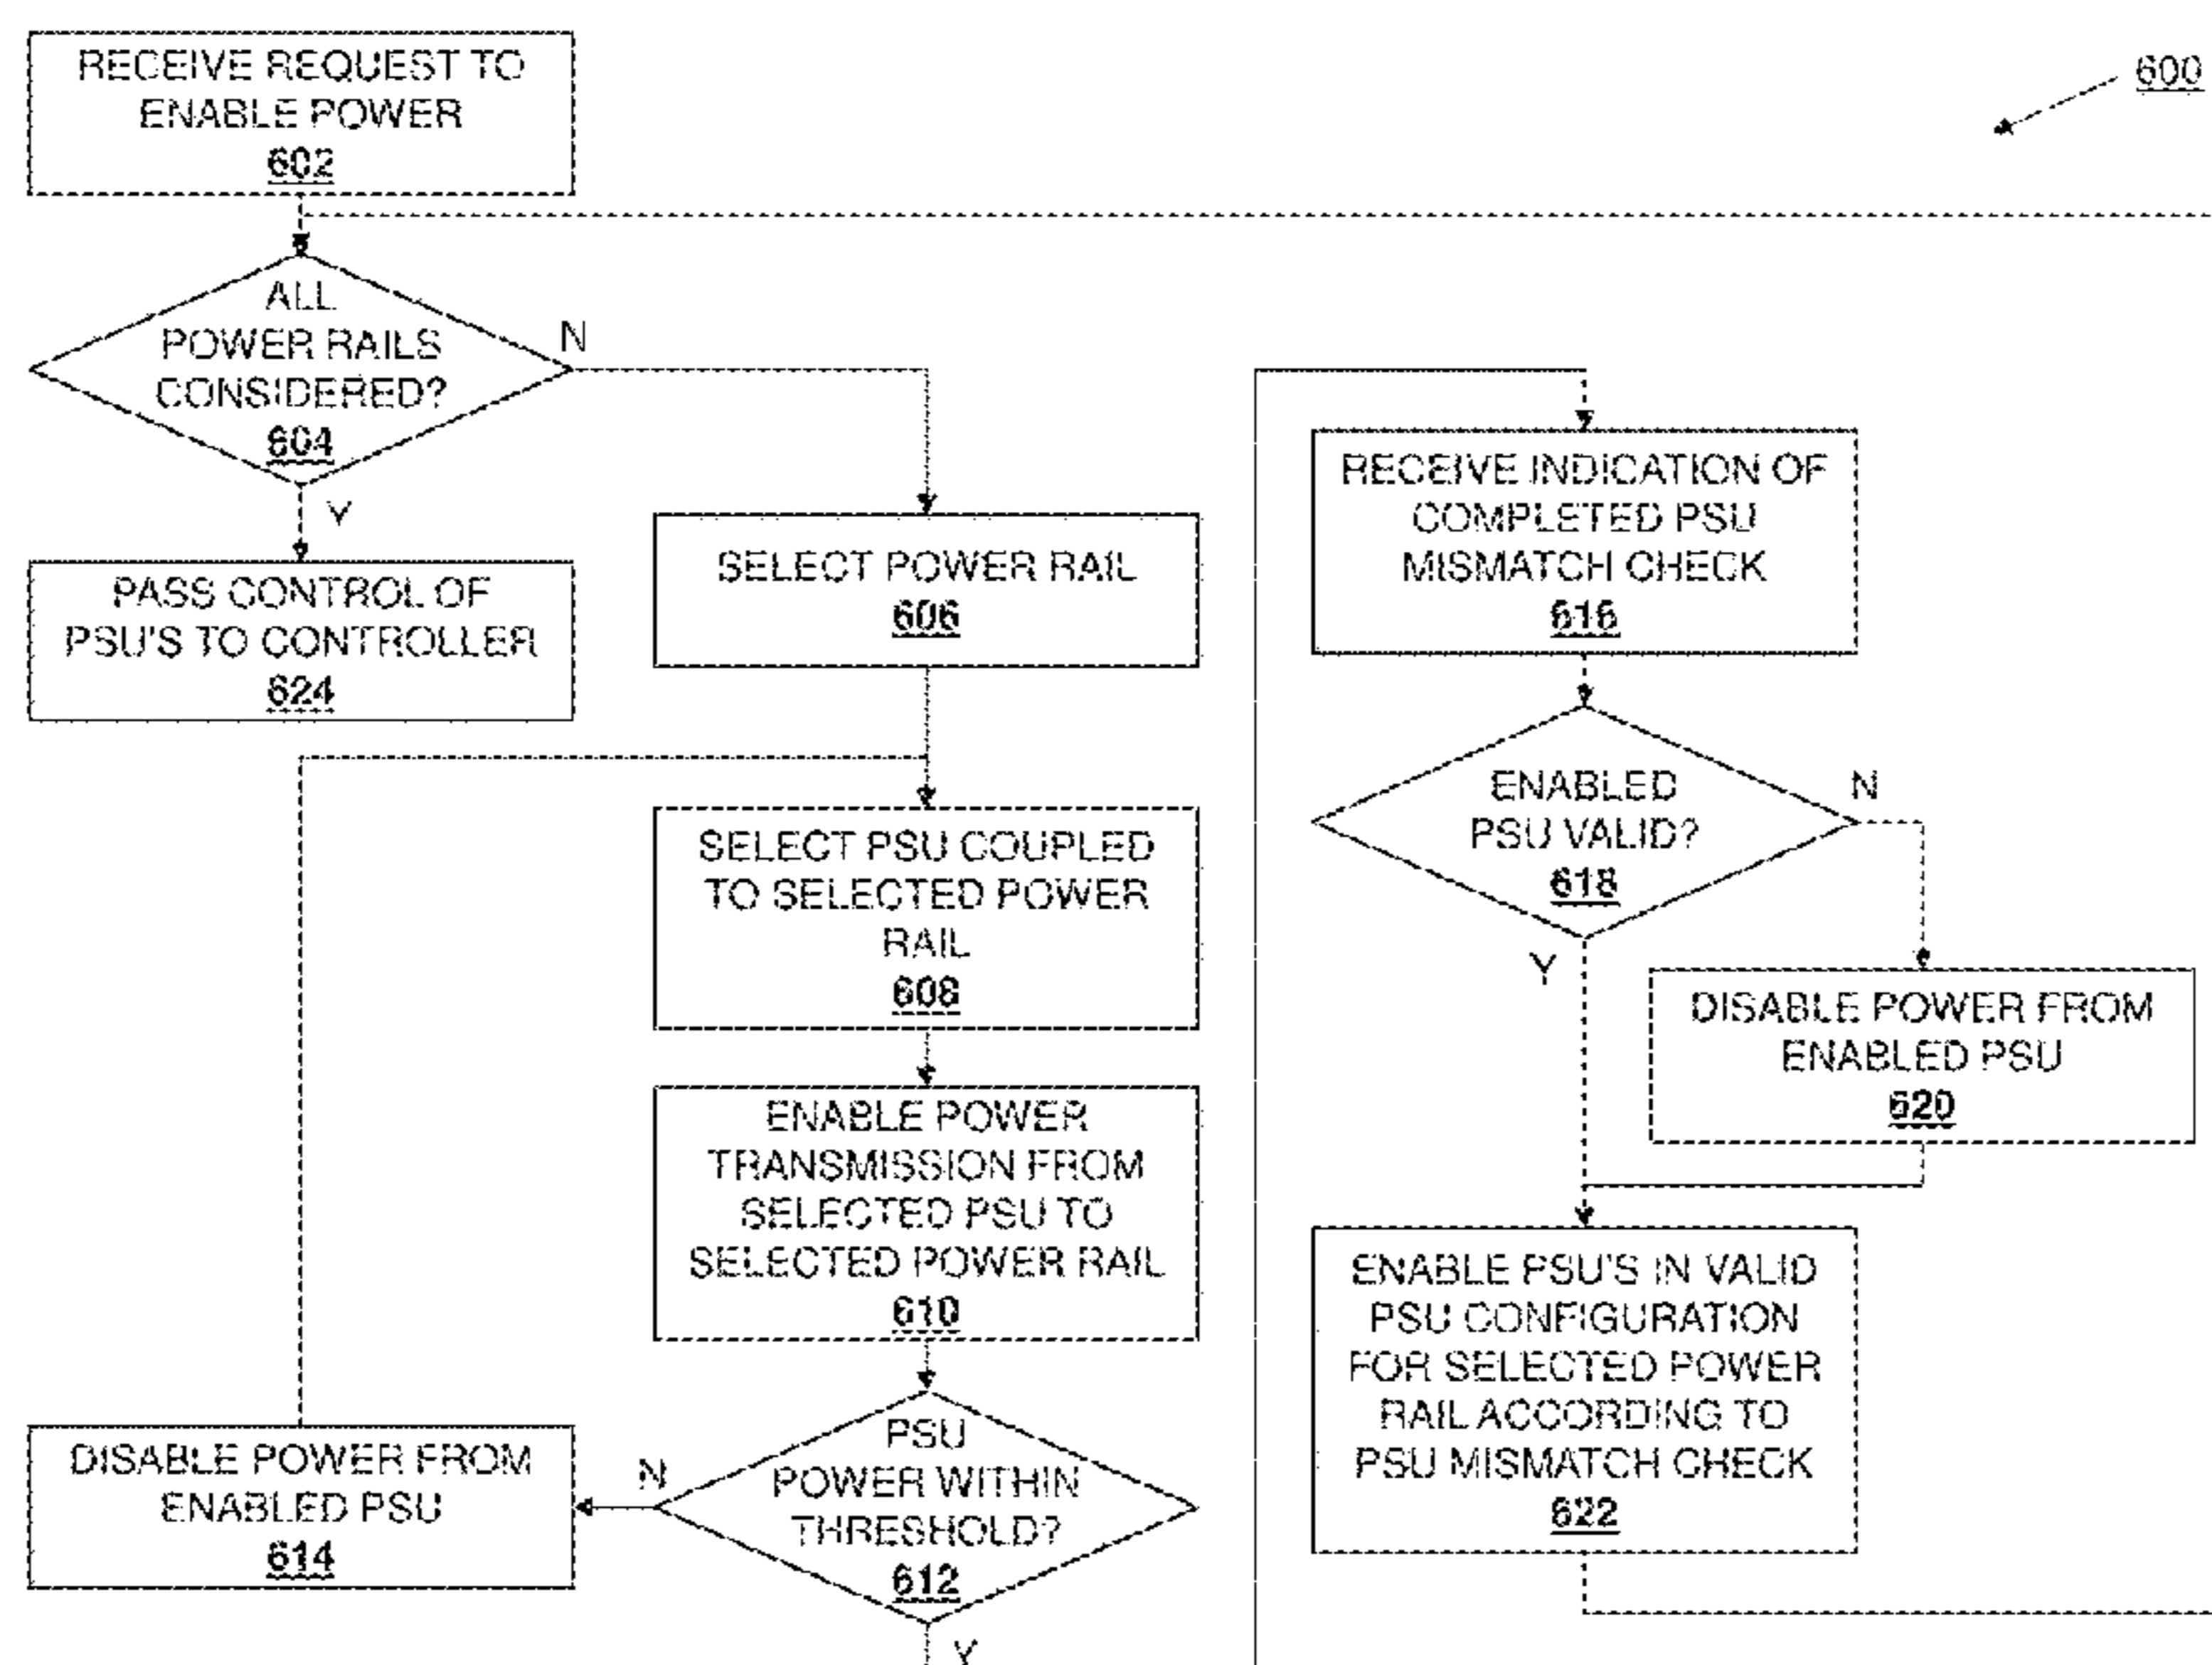 RECEIVE REQUEST TO
ENABLE POWER
602
600
ALL
POWER RAILS
CONSIDERED?
604
N
Y
PASS CONTROL OF
PSU'S TO CONTROLLER
624
SELECT POWER RAIL
606
SELECT PSU COUPLED
TO SELECTED POWER
RAIL
608
ENABLE POWER
TRANSMISSION FROM
SELECTED PSU TO
SELECTED POWER RAIL
610
PSU
POWER WITHIN
THRESHOLD?
612
N
Y
DISABLE POWER FROM
ENABLED PSU
614
RECEIVE INDICATION OF
COMPLETED PSU
MISMATCH CHECK
616
ENABLED
PSU VALID?
618
N
Y
DISABLE POWER FROM
ENABLED PSU
620
ENABLE PSU'S IN VALID
PSU CONFIGURATION
FOR SELECTED POWER
RAIL ACCORDING TO
PSU MISMATCH CHECK
622